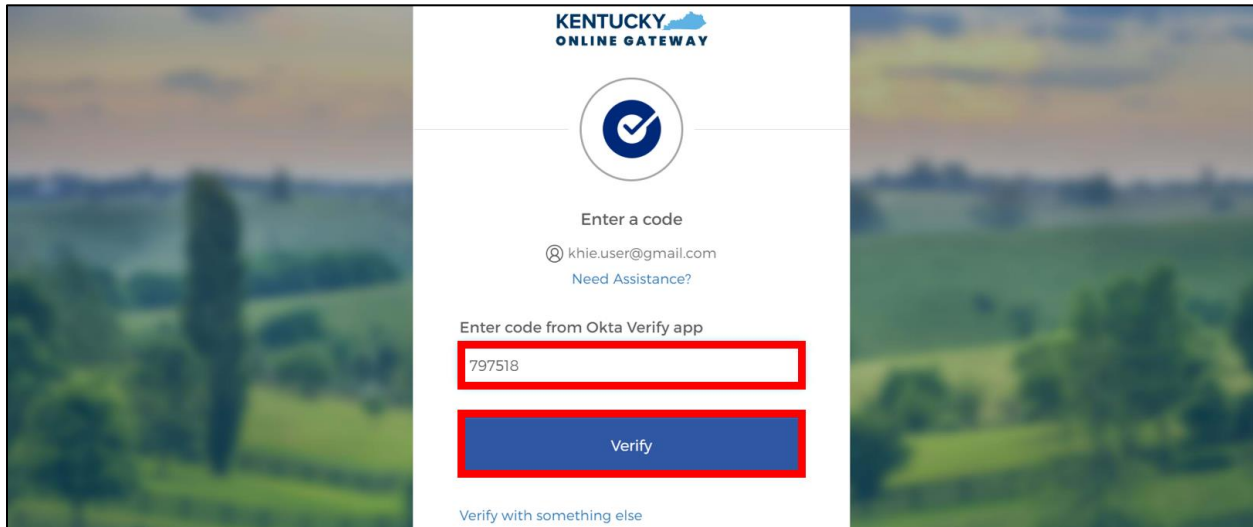 KENTUCKY
ONLINE GATEWAY
Enter a code
khie.user@gmail.com
Need Assistance?
Enter code from Okta Verify app
797518
Verify
Verify with something else